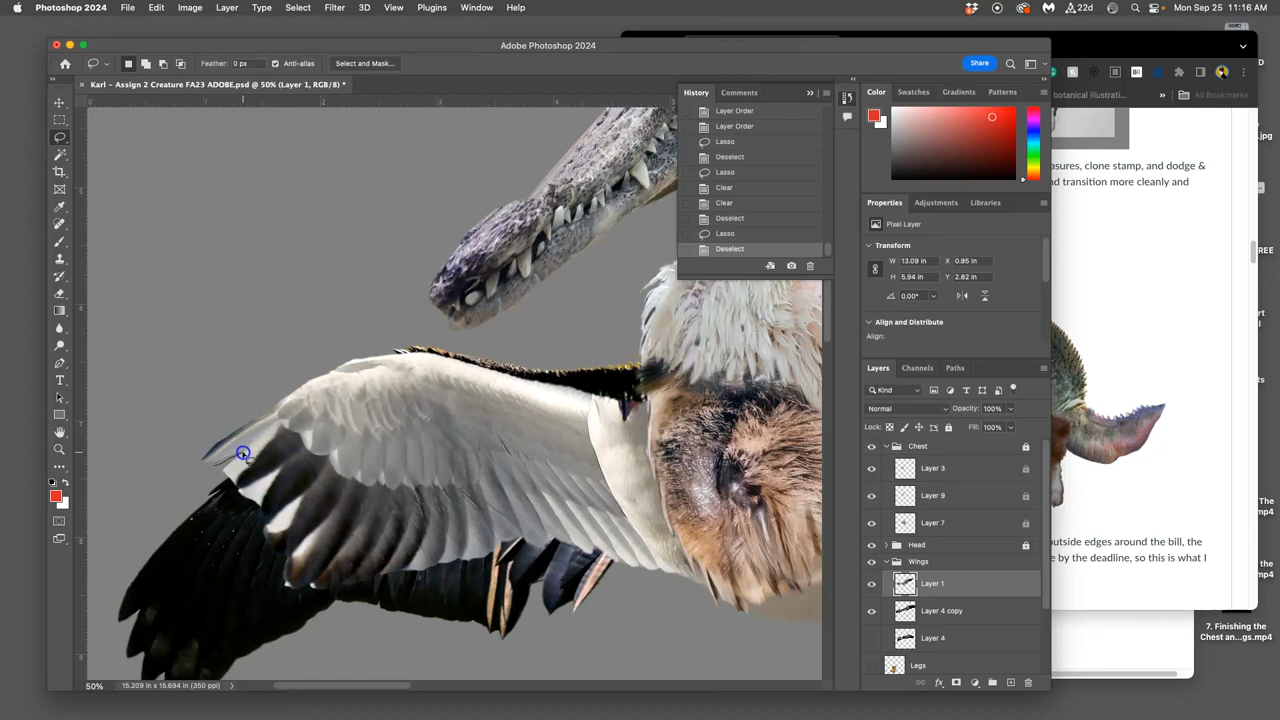 Photoshop 2024 File Edit Image Layer Type Select Filter 3D View Plugins Window Help 22d Mon Sep 25 11:16 AM
Adobe Photoshop 2024
Feather: 0 px Anti-alias Select and Mask... Share
Karl – Assign 2 Creature FA23 ADOBE.psd @ 50% (Layer 1, RGB/8) *
History Comments
Layer Order
Layer Order
Lasso
Deselect
Lasso
Clear
Clear
Deselect
Lasso
Deselect
Color Swatches Gradients Patterns
Properties Adjustments Libraries
Pixel Layer
Transform
W 13.09 in X 0.95 in
H 5.94 in Y 2.82 in
0.00°
Align and Distribute
Align:
Layers Channels Paths
Kind
Normal Opacity: 100%
Lock: Fill: 100%
Chest
Layer 3
Layer 9
Layer 7
Head
Wings
Layer 1
Layer 4 copy
Layer 4
Legs
50% 15.209 in x 15.694 in (350 ppi)
botanical illustrati... All Bookmarks
asures, clone stamp, and dodge &
nd transition more cleanly and
outside edges around the bill, the
e by the deadline, so this is what I
.jpg
The
mp4
7. Finishing the
Chest an...gs.mp4